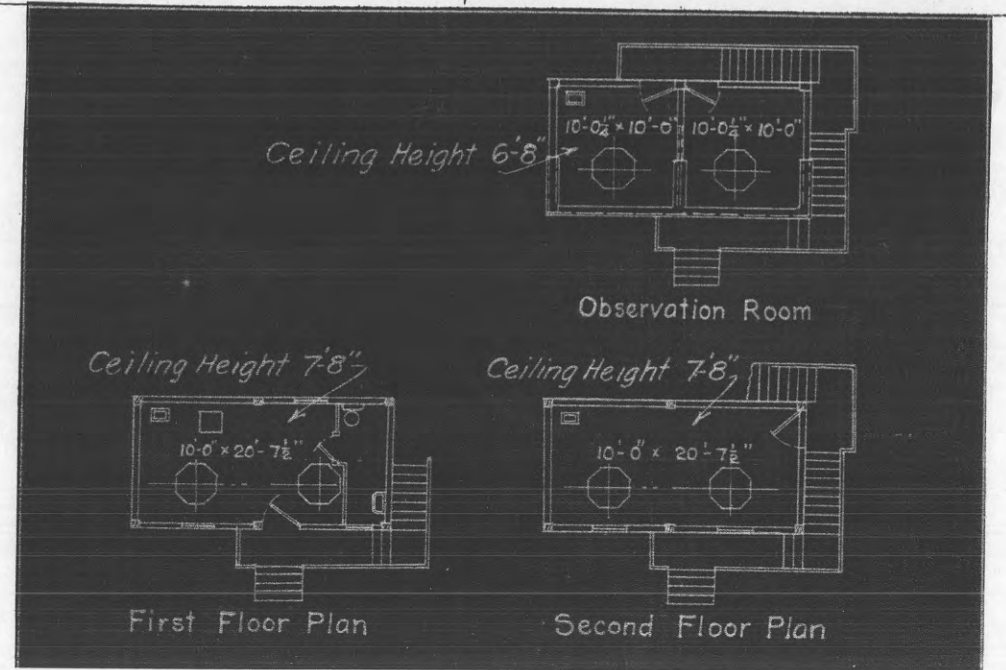 10'-0¼" × 10'-0" 10'-0¼" × 10'-0"
Ceiling Height 6'-8"
Observation Room
Ceiling Height 7'-8"
10'-0" × 20'-7½"
First Floor Plan
Ceiling Height 7'-8"
10'-0" × 20'-7½"
Second Floor Plan